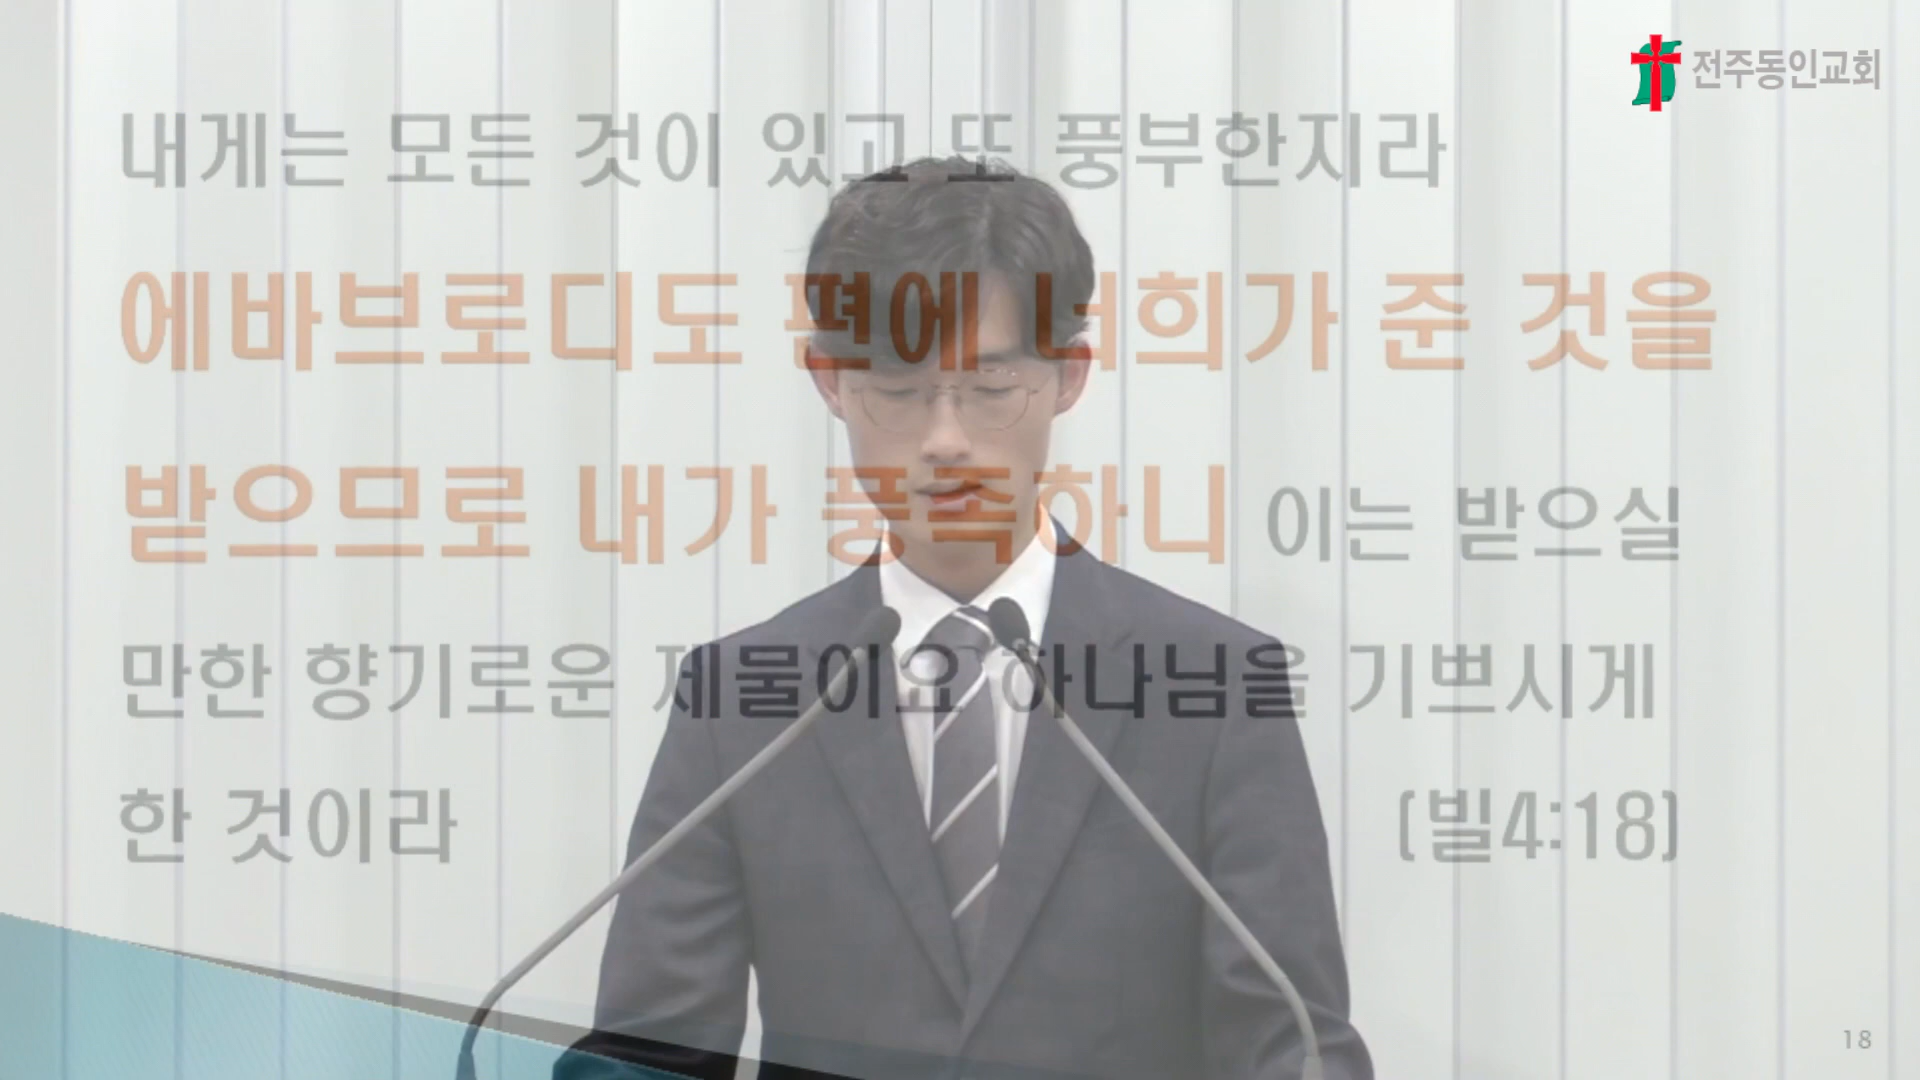 전주동인교회
내게는 모든 것이 있고 또 풍부한지라
에바브로디도 편에 너희가 준 것을
받으므로 내가 풍족하니 이는 받으실
만한 향기로운 제물이요 하나님을 기쁘시게
한 것이라 (빌4:18)
18